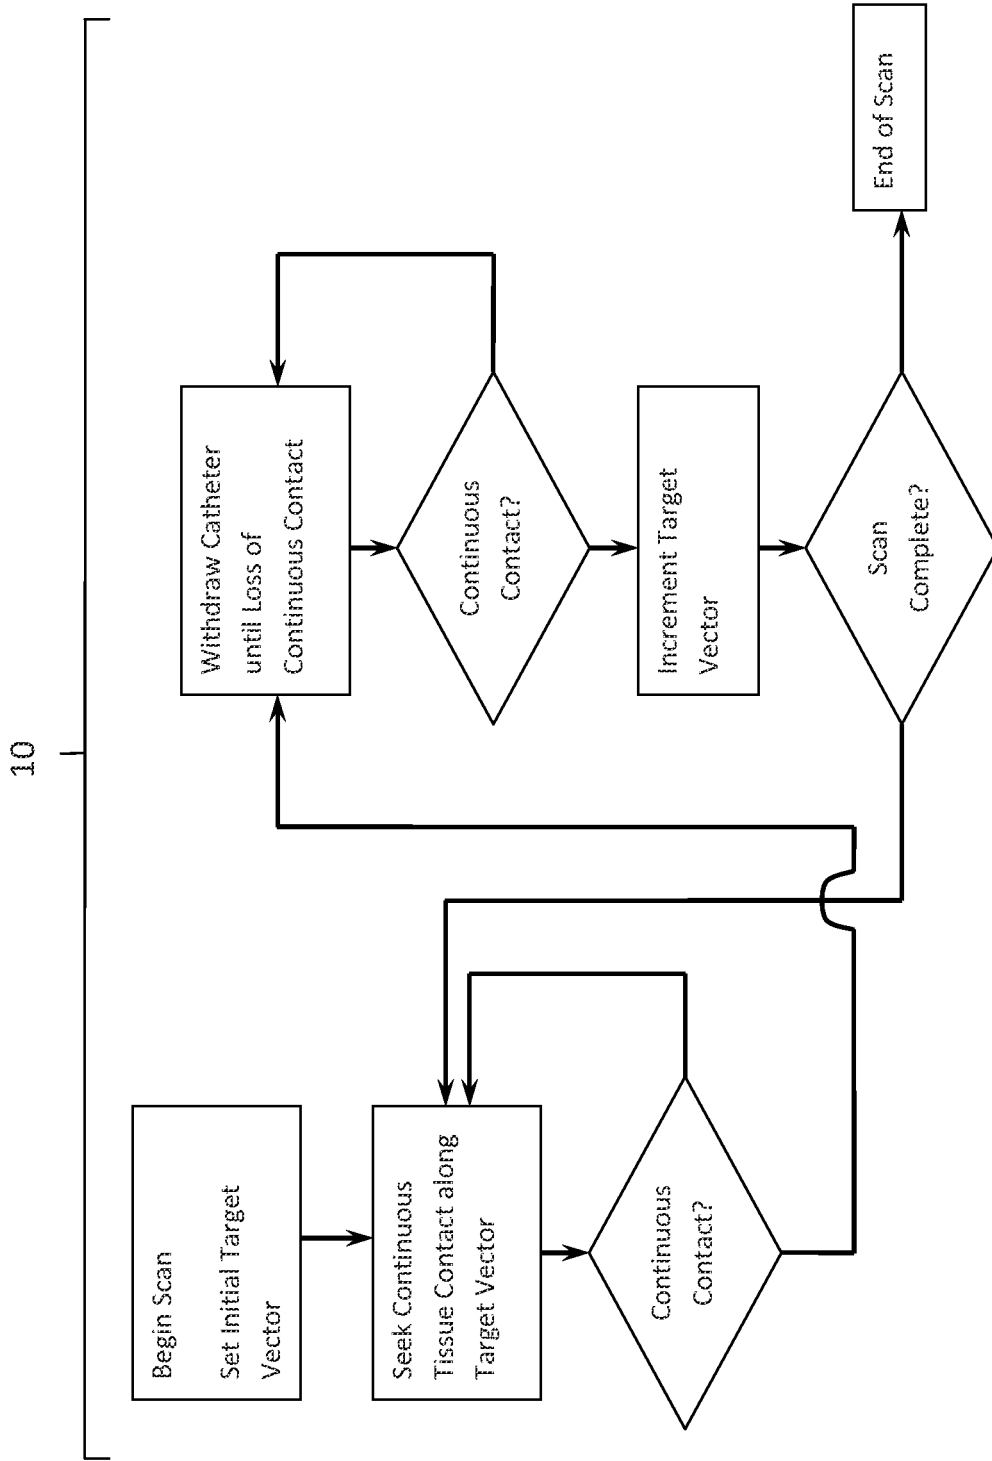 10
Begin Scan
Set Initial Target
Vector
Seek Continuous
Tissue Contact along
Target Vector
Continuous
Contact?
Withdraw Catheter
until Loss of
Continuous Contact
Continuous
Contact?
Increment Target
Vector
Scan
Complete?
End of Scan